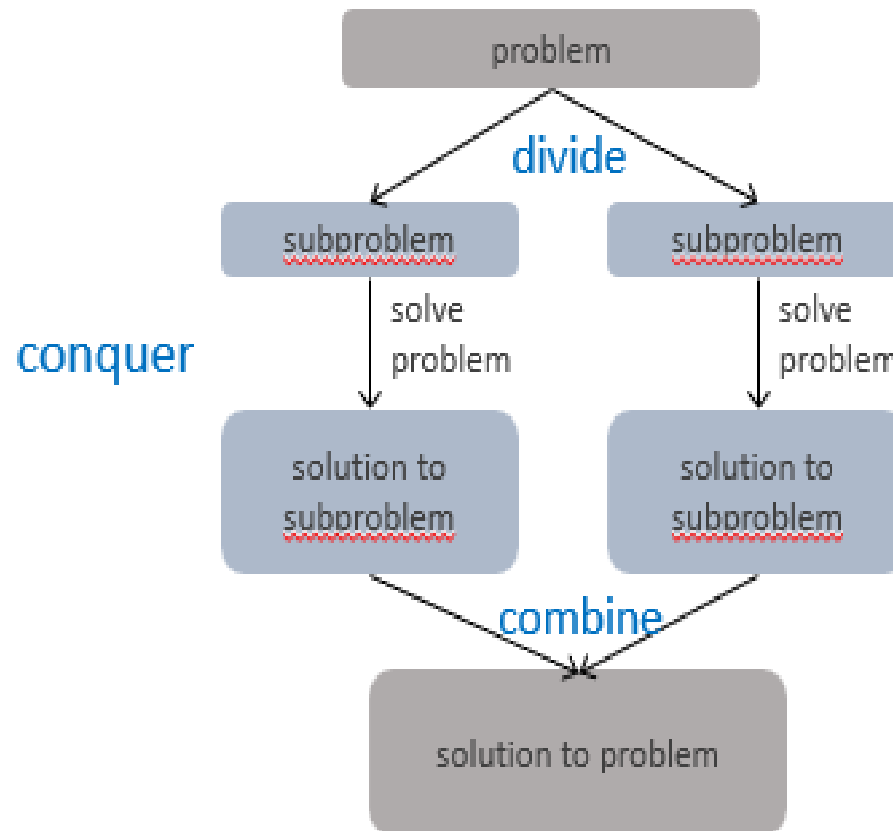 problem
divide
subproblem
subproblem
solve
problem
solve
problem
conquer
solution to
subproblem
solution to
subproblem
combine
solution to problem